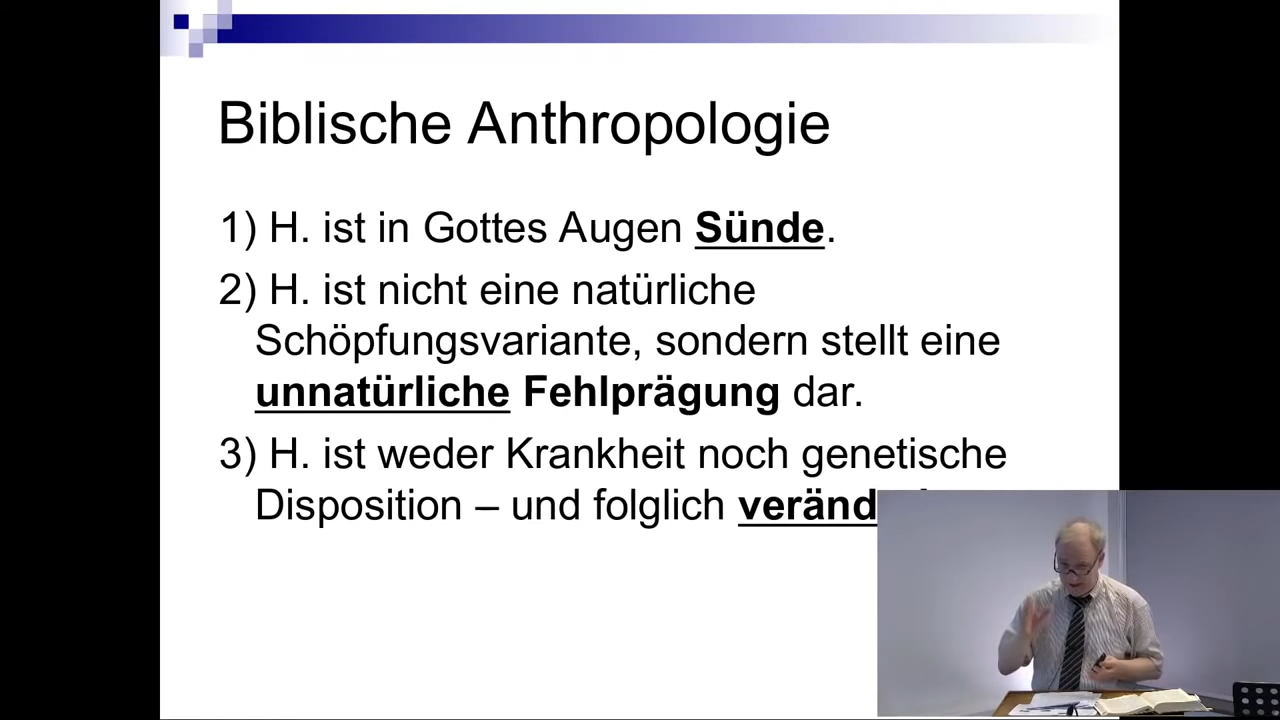 Biblische Anthropologie
1) H. ist in Gottes Augen Sünde.
2) H. ist nicht eine natürliche
Schöpfungsvariante, sondern stellt eine
unnatürliche Fehlprägung dar.
3) H. ist weder Krankheit noch genetische
Disposition – und folglich